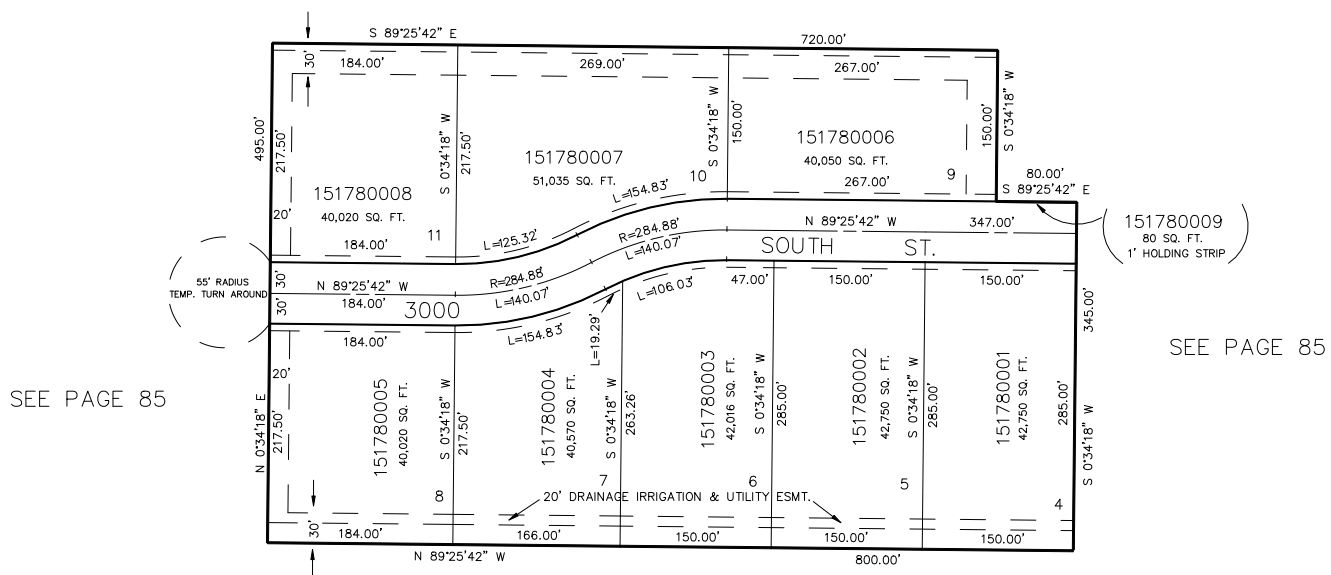 S 89°25'42" E
720.00'
30'
184.00'
269.00'
267.00'
495.00'
217.50'
S 0°34'18" W
217.50'
S 0°34'18" W
150.00'
150.00'
S 0°34'18" W
151780006
40,050 SQ. FT.
151780007
51,035 SQ. FT.
151780008
40,020 SQ. FT.
L=154.83'
10
267.00'
9
80.00'
S 89°25'42" E
20'
184.00'
11
L=125.32'
R=284.88'
L=140.07'
N 89°25'42" W
347.00'
SOUTH ST.
151780009
80 SQ. FT.
1' HOLDING STRIP
55' RADIUS
TEMP. TURN AROUND
30'
30'
N 89°25'42" W
184.00'
3000
R=284.88'
L=140.07'
L=106.03'
47.00'
150.00'
150.00'
184.00'
L=154.83'
L=19.29'
345.00'
SEE PAGE 85
SEE PAGE 85
20'
N 0°34'18" E
217.50'
151780005
40,020 SQ. FT.
S 0°34'18" W
217.50'
151780004
40,570 SQ. FT.
S 0°34'18" W
263.26'
151780003
42,016 SQ. FT.
S 0°34'18" W
285.00'
151780002
42,750 SQ. FT.
S 0°34'18" W
285.00'
151780001
42,750 SQ. FT.
285.00'
S 0°34'18" W
8
7
6
5
4
20' DRAINAGE IRRIGATION & UTILITY ESMT.
30'
184.00'
166.00'
150.00'
150.00'
150.00'
N 89°25'42" W
800.00'